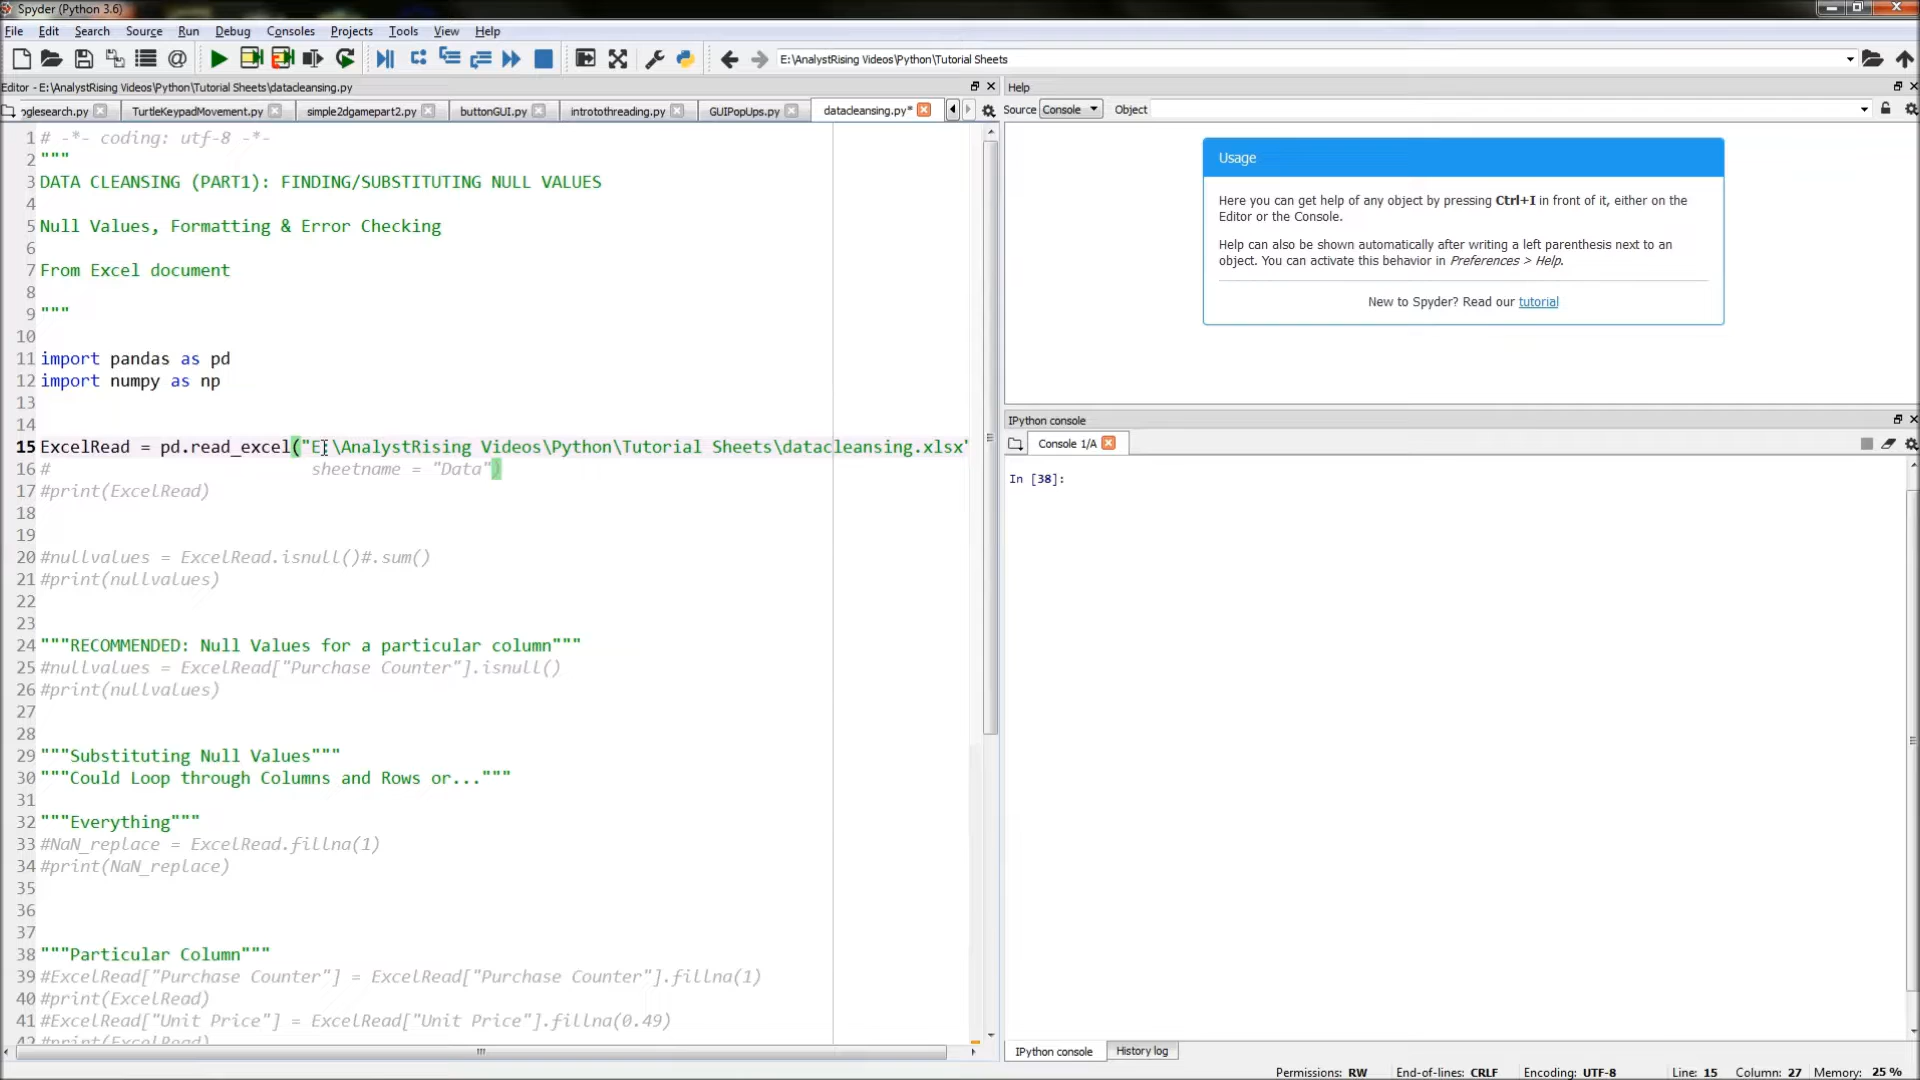 Spyder (Python 3.6)
File Edit Search Source Run Debug Consoles Projects Tools View Help
E:\AnalystRising Videos\Python\Tutorial Sheets
Editor - E:\AnalystRising Videos\Python\Tutorial Sheets\datacleansing.py
oglesearch.py TurtleKeypadMovement.py simple2dgamepart2.py buttonGUI.py introtothreading.py GUIPopUps.py datacleansing.py*
1 # -*- coding: utf-8 -*-
2 """
3 DATA CLEANSING (PART1): FINDING/SUBSTITUTING NULL VALUES
4
5 Null Values, Formatting & Error Checking
6
7 From Excel document
8
9 """
10
11 import pandas as pd
12 import numpy as np
13
14
15 ExcelRead = pd.read_excel("E:\AnalystRising Videos\Python\Tutorial Sheets\datacleansing.xlsx"
16 # sheetname = "Data")
17 #print(ExcelRead)
18
19
20 #nullvalues = ExcelRead.isnull()#.sum()
21 #print(nullvalues)
22
23
24 """RECOMMENDED: Null Values for a particular column"""
25 #nullvalues = ExcelRead["Purchase Counter"].isnull()
26 #print(nullvalues)
27
28
29 """Substituting Null Values"""
30 """Could Loop through Columns and Rows or..."""
31
32 """Everything"""
33 #NaN_replace = ExcelRead.fillna(1)
34 #print(NaN_replace)
35
36
37
38 """Particular Column"""
39 #ExcelRead["Purchase Counter"] = ExcelRead["Purchase Counter"].fillna(1)
40 #print(ExcelRead)
41 #ExcelRead["Unit Price"] = ExcelRead["Unit Price"].fillna(0.49)
42 #print(ExcelRead)
Help
Source Console Object
Usage
Here you can get help of any object by pressing Ctrl+I in front of it, either on the
Editor or the Console.
Help can also be shown automatically after writing a left parenthesis next to an
object. You can activate this behavior in Preferences > Help.
New to Spyder? Read our tutorial
IPython console
Console 1/A
In [38]:
IPython console History log
Permissions: RW End-of-lines: CRLF Encoding: UTF-8 Line: 15 Column: 27 Memory: 25 %